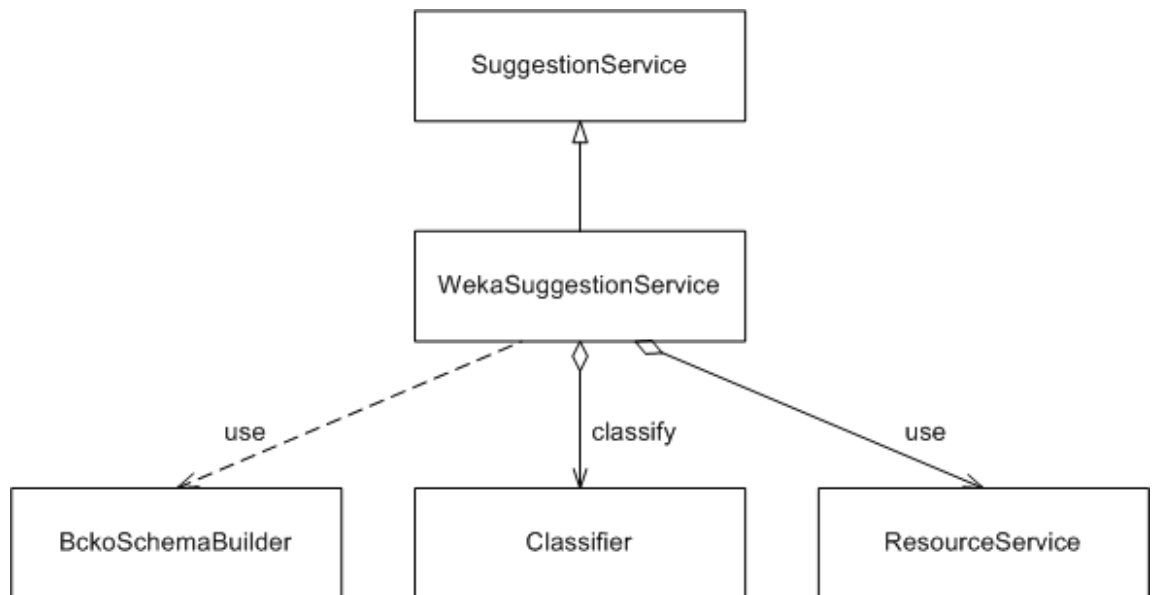 SuggestionService
WekaSuggestionService
use
classify
use
BckoSchemaBuilder
Classifier
ResourceService